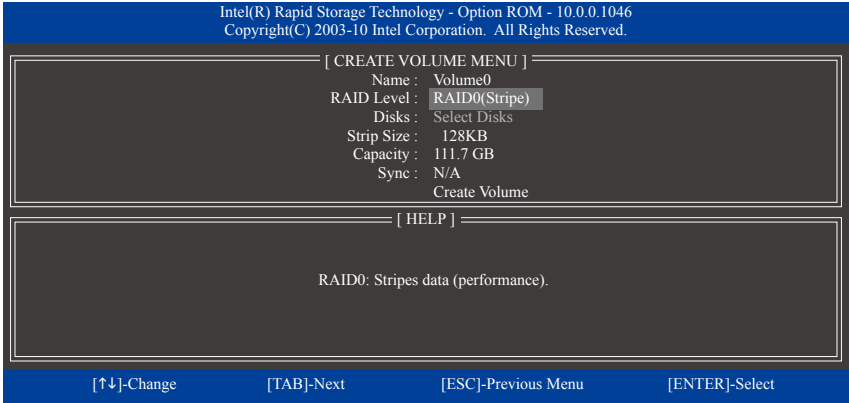 Intel(R) Rapid Storage Technology - Option ROM - 10.0.0.1046
Copyright(C) 2003-10 Intel Corporation.  All Rights Reserved.
[ CREATE VOLUME MENU ]
Name : Volume0
RAID Level : RAID0(Stripe)
Disks : Select Disks
Strip Size : 128KB
Capacity : 111.7 GB
Sync : N/A
Create Volume
[ HELP ]
RAID0: Stripes data (performance).
[↑↓]-Change [TAB]-Next [ESC]-Previous Menu [ENTER]-Select